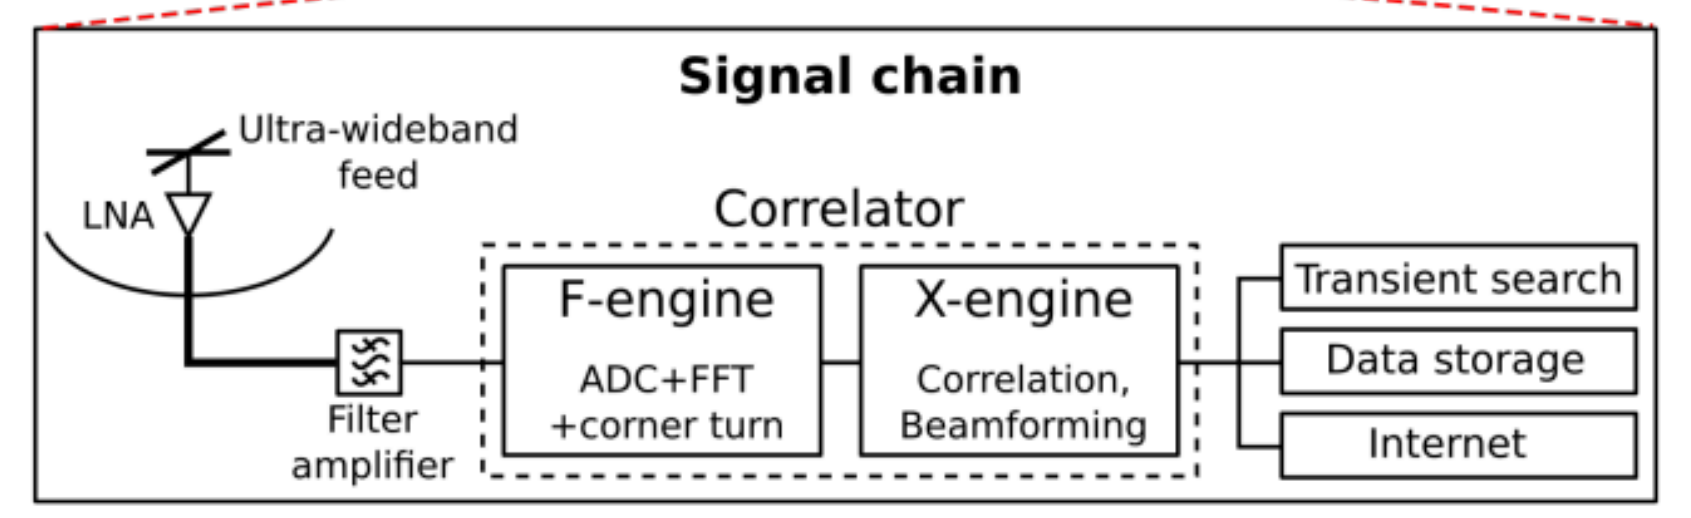 Signal chain
Ultra-wideband
feed
LNA
Correlator
F-engine
ADC+FFT
+corner turn
X-engine
Correlation,
Beamforming
Filter
amplifier
Transient search
Data storage
Internet